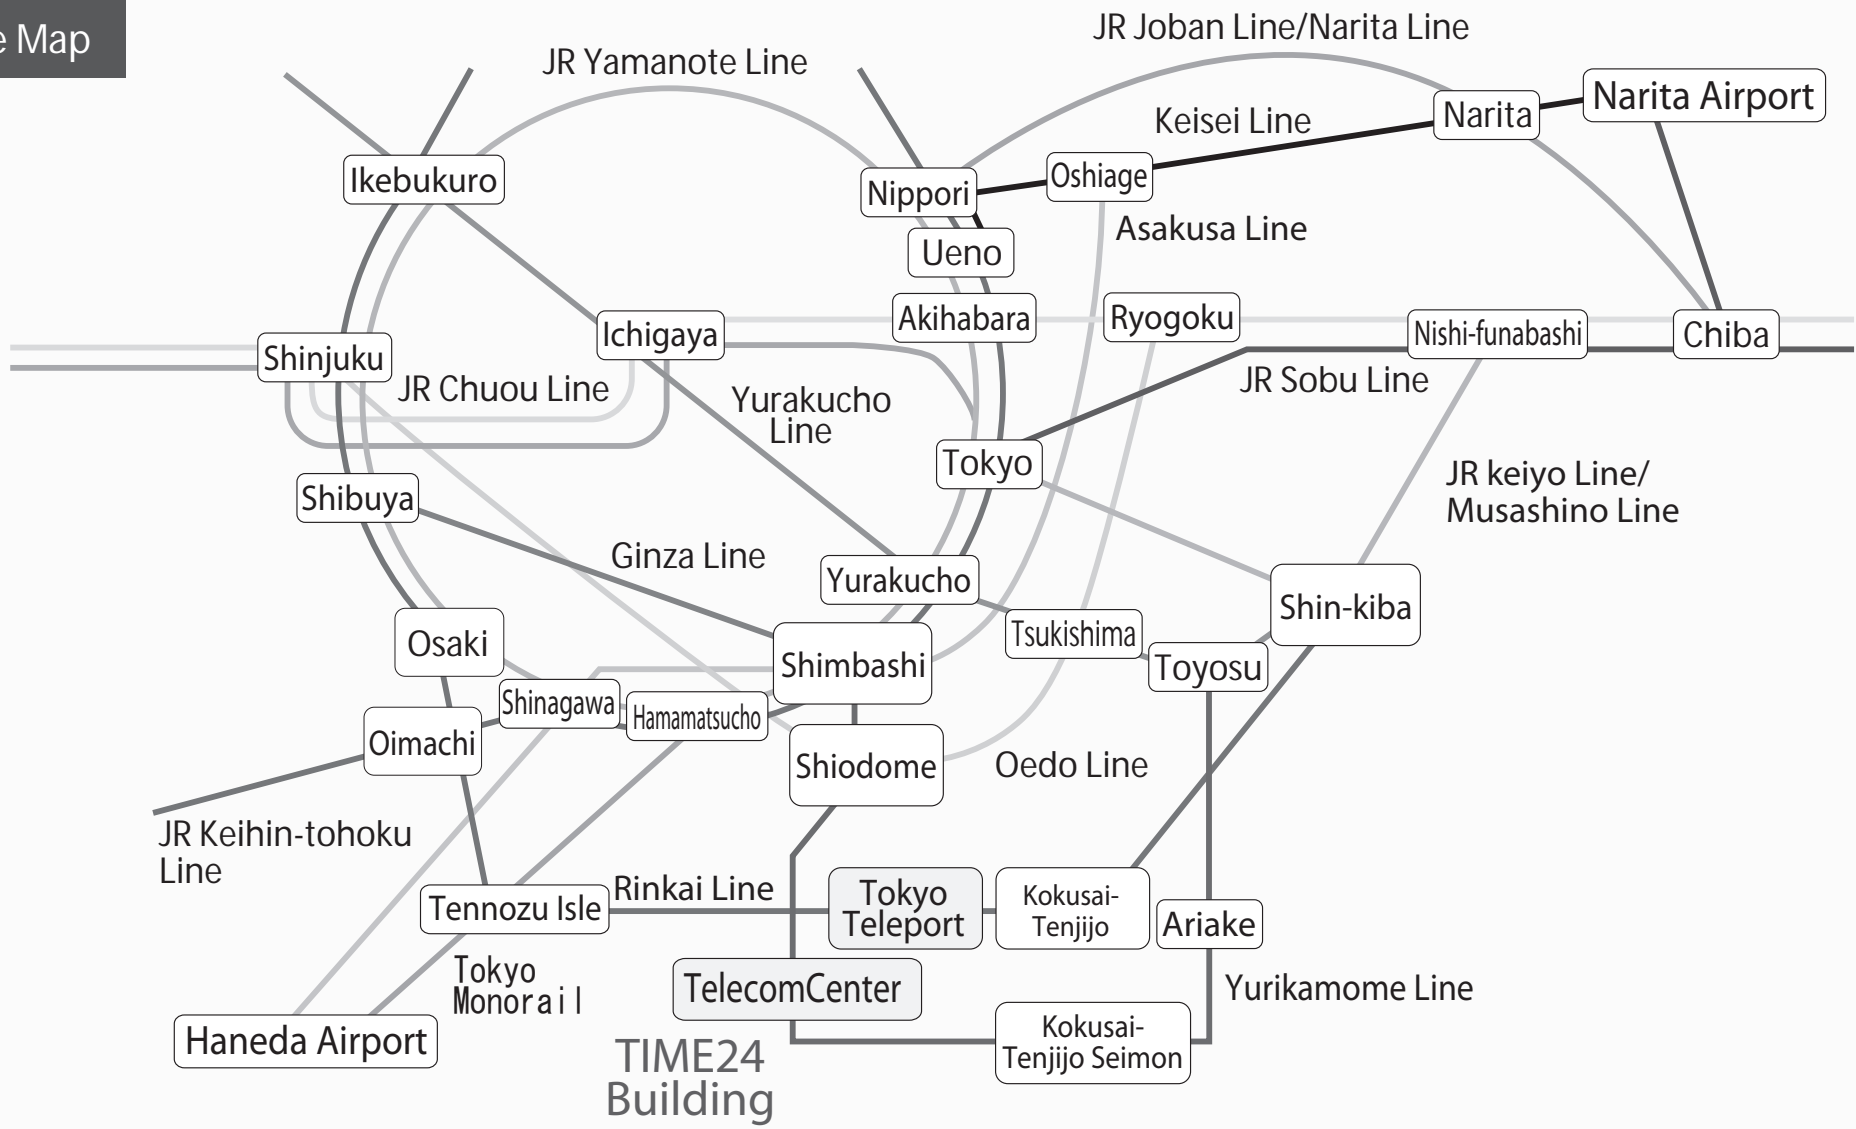 e Map
JR Joban Line/Narita Line
JR Yamanote Line
Narita Airport
Narita
Keisei Line
Ikebukuro
Nippori
Oshiage
Asakusa Line
Ueno
Akihabara
Ryogoku
Ichigaya
Nishi-funabashi
Chiba
Shinjuku
JR Chuou Line
JR Sobu Line
Yurakucho
Line
Tokyo
JR keiyo Line/
Musashino Line
Shibuya
Ginza Line
Yurakucho
Shin-kiba
Tsukishima
Osaki
Shimbashi
Toyosu
Shinagawa
Hamamatsucho
Oimachi
Shiodome
Oedo Line
JR Keihin-tohoku
Line
Rinkai Line
Tokyo
Teleport
Kokusai-
Tenjijo
Tennozu Isle
Ariake
Tokyo
Monorail
TelecomCenter
Yurikamome Line
Haneda Airport
Kokusai-
Tenjijo Seimon
TIME24
Building